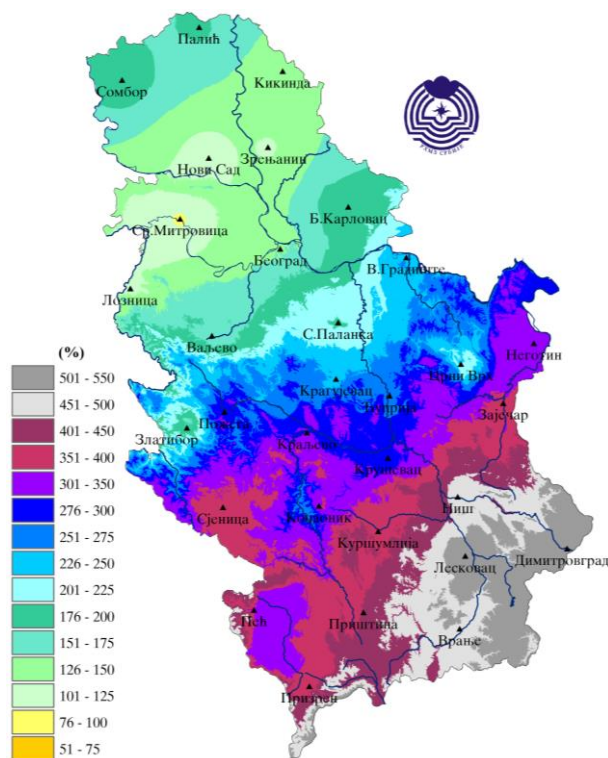 Палић
Кикинда
Сомбор
Зрењанин
Нови Сад
Б.Карловац
Ср.Митровица
Београд
В.Градиште
Лозница
С.Паланка
Ваљево
Неготин
Црни Врх
Крагујевац
Ћуприја
Зајечар
Пожега
Златибор
Краљево
Крушевац
Ниш
Сјеница
Копаоник
Куршумлија
Димитровград
Лесковац
Пећ
Приштина
Врање
Призрен
РХМЗ СРБИЈЕ
(%)
501 - 550
451 - 500
401 - 450
351 - 400
301 - 350
276 - 300
251 - 275
226 - 250
201 - 225
176 - 200
151 - 175
126 - 150
101 - 125
76 - 100
51 - 75